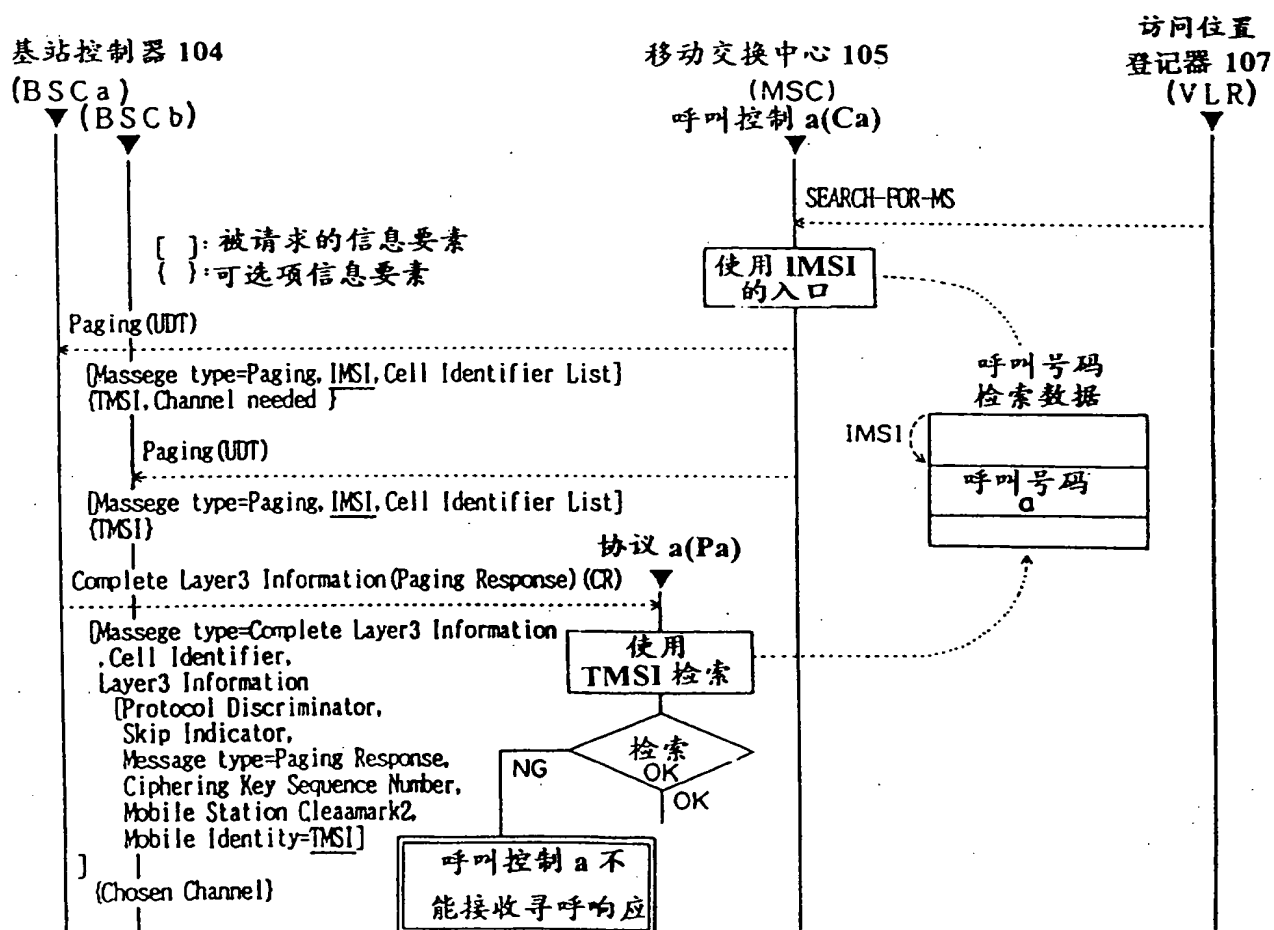 访问位置
登记器 107
(VLR)
基站控制器 104
(BSCa)
(BSCb)
移动交换中心 105
(MSC)
呼叫控制 a(Ca)
SEARCH-FOR-MS
[ ]: 被请求的信息要素
{ }:可选项信息要素
使用 IMSI
的入口
Paging(UDT)
[Massege type=Paging, IMSI, Cell Identifier List]
{TMSI, Channel needed }
呼叫号码
检索数据
IMSI
呼叫号码
a
Paging(UDT)
[Massege type=Paging, IMSI, Cell Identifier List]
{TMSI}
协议 a(Pa)
Complete Layer3 Information(Paging Response)(CR)
[Massege type=Complete Layer3 Information
,Cell Identifier,
Layer3 Information
[Protocol Discriminator,
Skip Indicator,
Message type=Paging Response,
Ciphering Key Sequence Number,
Mobile Station Cleaamark2,
Mobile Identity=TMSI]
]
{Chosen Channel}
使用
TMSI 检索
检索
OK
NG
OK
呼叫控制 a 不
能接收寻呼响应